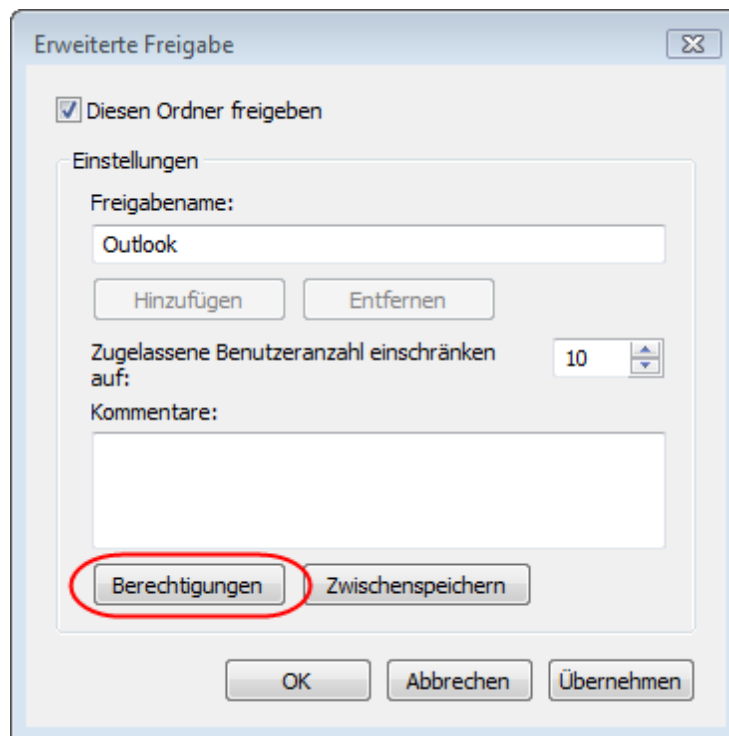 Erweiterte Freigabe
Diesen Ordner freigeben
Einstellungen
Freigabename:
Outlook
Hinzufügen Entfernen
Zugelassene Benutzeranzahl einschränken
auf:
10
Kommentare:
Berechtigungen Zwischenspeichern
OK Abbrechen Übernehmen